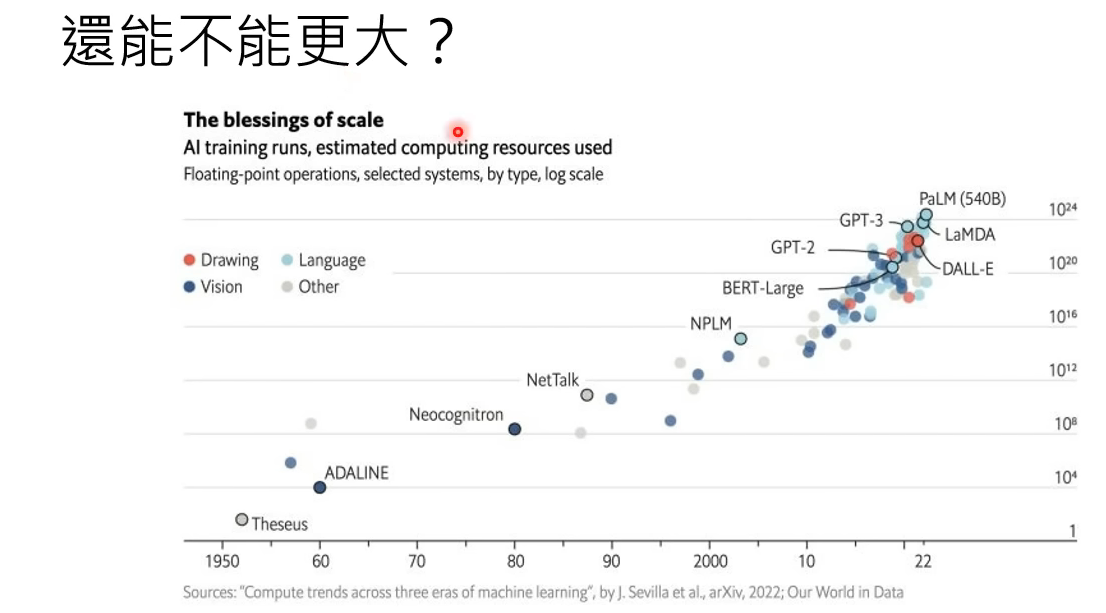 還能不能更大？
The blessings of scale
AI training runs, estimated computing resources used
Floating-point operations, selected systems, by type, log scale
PaLM (540B)
10²⁴
GPT-3
LaMDA
GPT-2
Drawing
Language
10²⁰
DALL-E
Vision
Other
BERT-Large
NPLM
10¹⁶
NetTalk
10¹²
Neocognitron
10⁸
ADALINE
10⁴
Theseus
1
1950 60 70 80 90 2000 10 22
Sources: "Compute trends across three eras of machine learning", by J. Sevilla et al., arXiv, 2022; Our World in Data